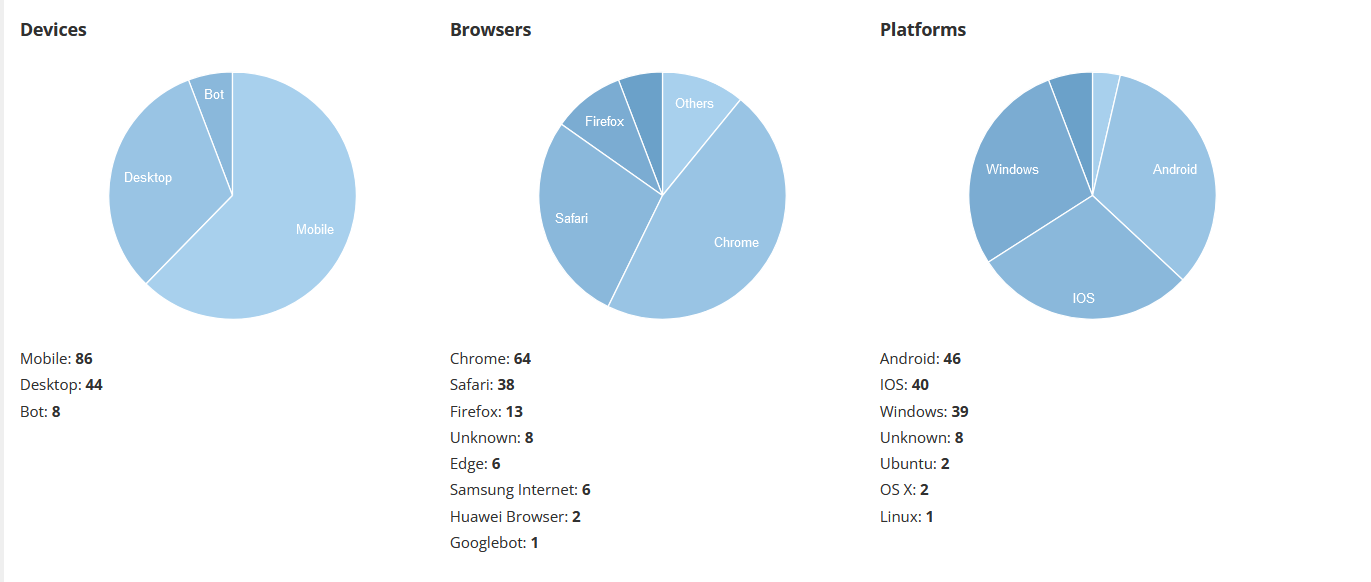 Devices
Bot
Desktop
Mobile
Mobile: 86
Desktop: 44
Bot: 8
Browsers
Others
Firefox
Safari
Chrome
Chrome: 64
Safari: 38
Firefox: 13
Unknown: 8
Edge: 6
Samsung Internet: 6
Huawei Browser: 2
Googlebot: 1
Platforms
Windows
Android
IOS
Android: 46
IOS: 40
Windows: 39
Unknown: 8
Ubuntu: 2
OS X: 2
Linux: 1